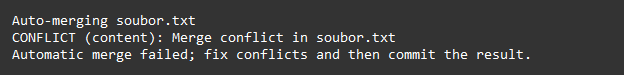 Auto-merging soubor.txt
CONFLICT (content): Merge conflict in soubor.txt
Automatic merge failed; fix conflicts and then commit the result.